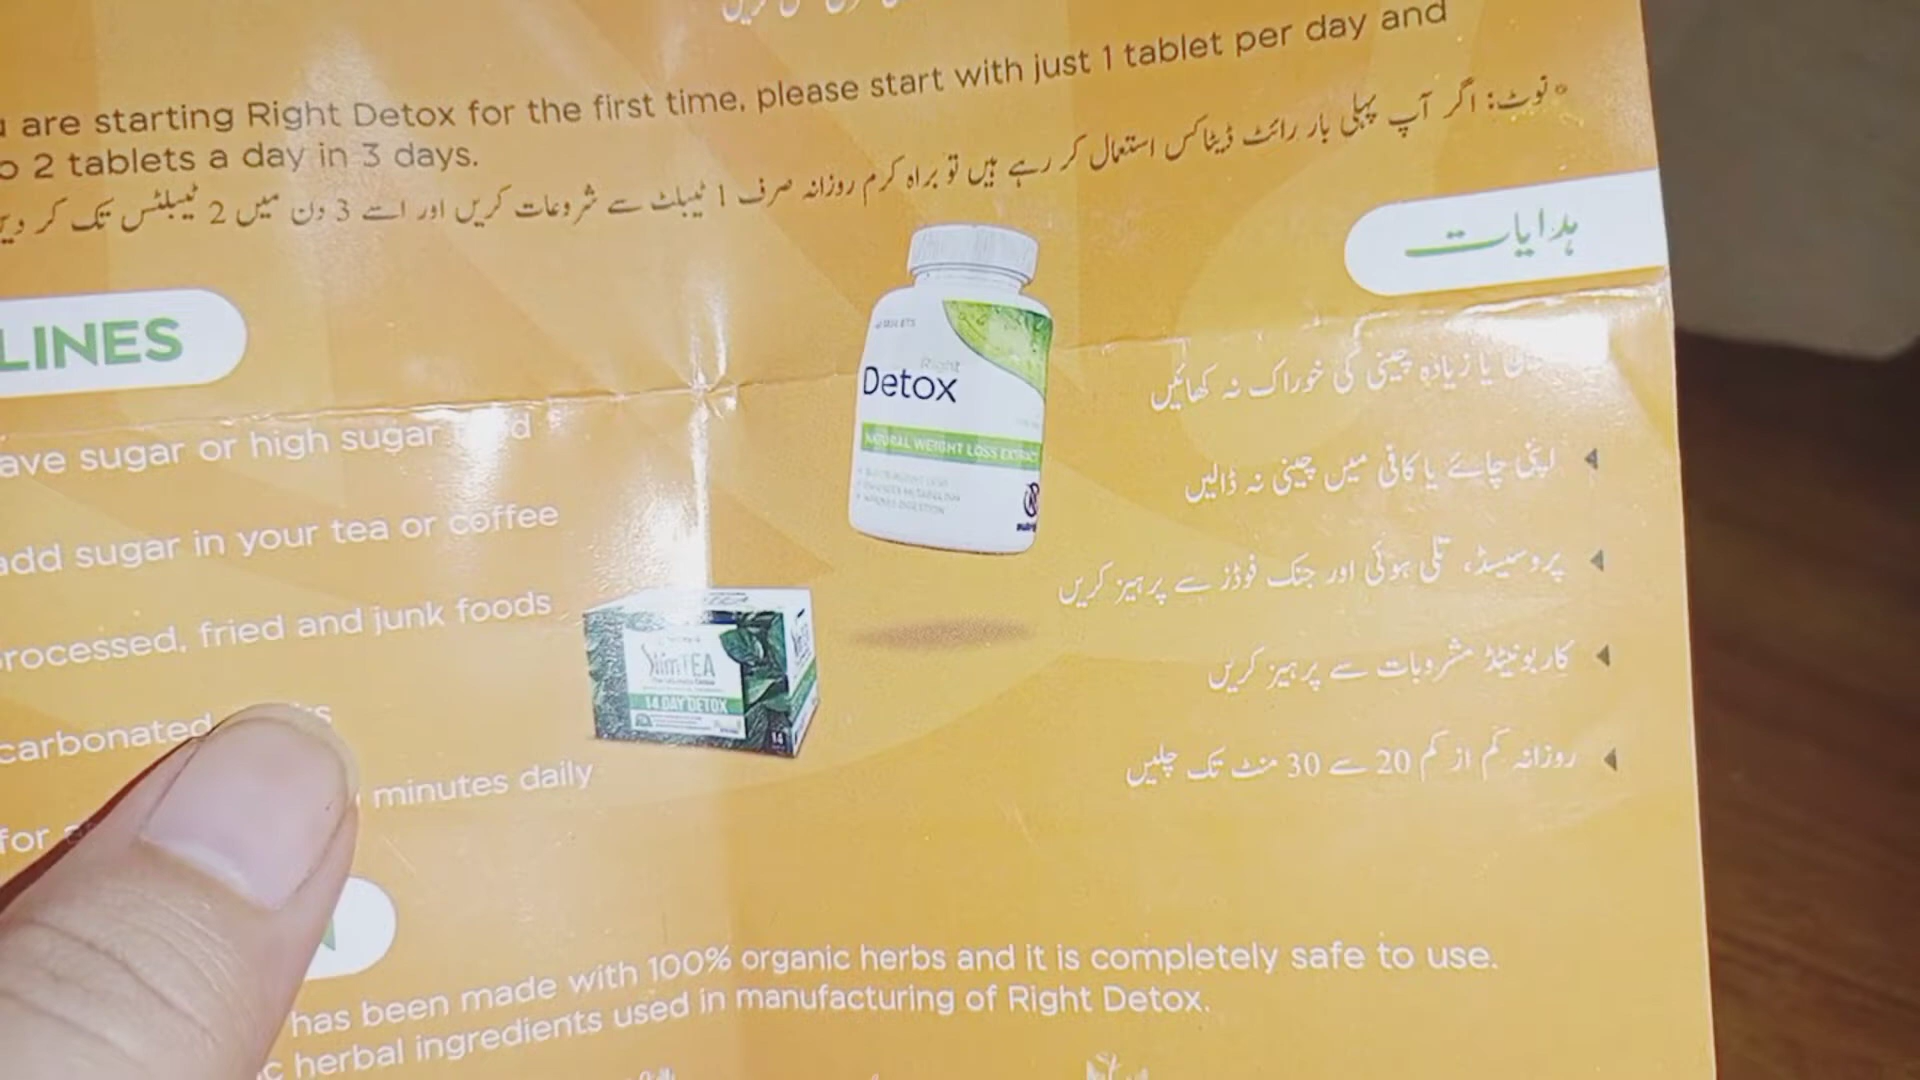 are starting Right Detox for the first time, please start with just 1 tablet per day and
2 tablets a day in 3 days.
نوٹ: اگر آپ پہلی بار رائٹ ڈیٹاکس استعمال کر رہے ہیں تو براہ کرم روزانہ صرف 1 ٹیبلٹ سے شروعات کریں اور اسے 3 دن میں 2 ٹیبلٹس تک کر دیں
LINES
ave sugar or high sugar
add sugar in your tea or coffee
rocessed, fried and junk foods
carbonated
for
minutes daily
Right
Detox
NATURAL WEIGHT LOSS EXTRACT
SlimTEA
14 DAY DETOX
14
ہدایات
یا زیادہ چینی کی خوراک نہ کھائیں
اپنی چائے یا کافی میں چینی نہ ڈالیں
پروسیسڈ، تلی ہوئی اور جنک فوڈز سے پرہیز کریں
کاربونیٹڈ مشروبات سے پرہیز کریں
روزانہ کم از کم 20 سے 30 منٹ تک چلیں
has been made with 100% organic herbs and it is completely safe to use.
herbal ingredients used in manufacturing of Right Detox.